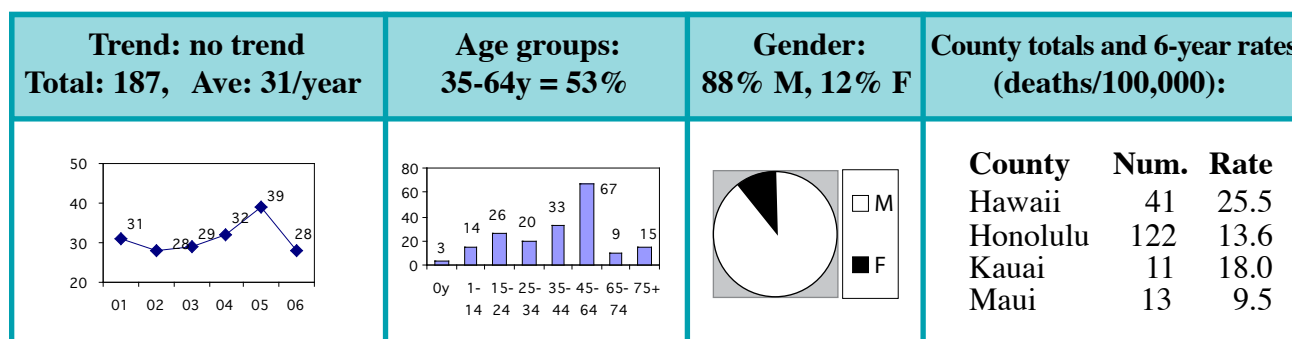 Trend: no trend
Total: 187, Ave: 31/year
Age groups:
35-64y = 53%
Gender:
88% M, 12% F
County totals and 6-year rates
(deaths/100,000):
50
40
30
20
31
28
29
32
39
28
01 02 03 04 05 06
80
60
40
20
0
3 14 26 20 33 67 9 15
0y 1- 15- 25- 35- 45- 65- 75+
14 24 34 44 64 74
M
F
County Num. Rate
Hawaii 41 25.5
Honolulu 122 13.6
Kauai 11 18.0
Maui 13 9.5